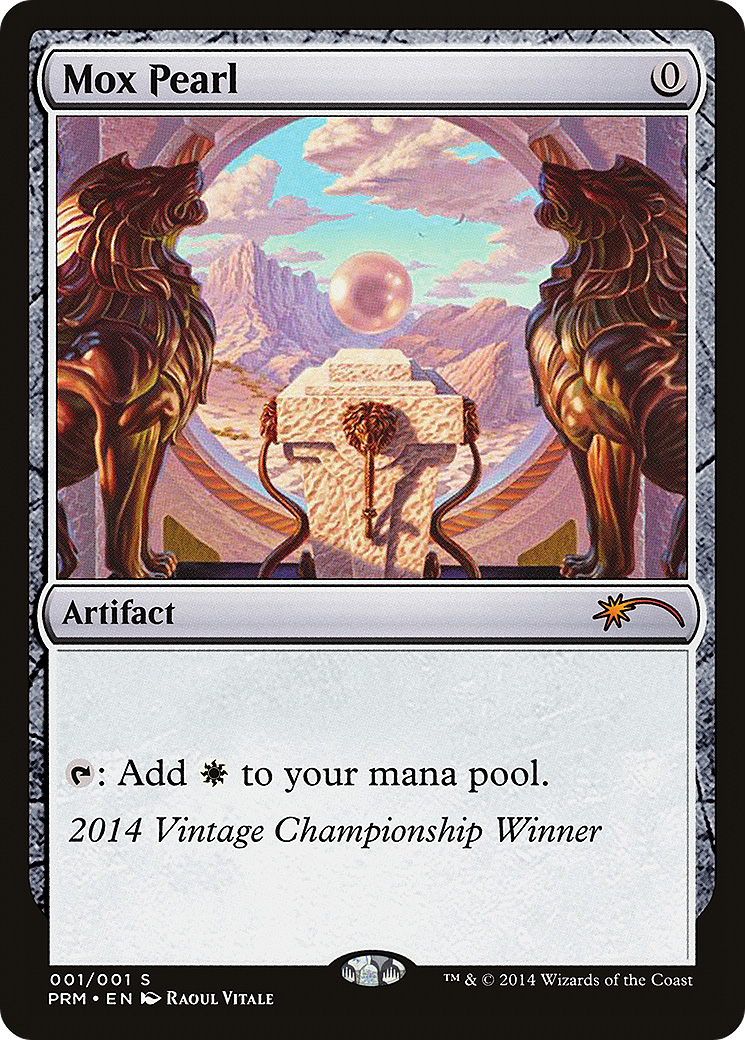 Mox Pearl 0
Artifact
: Add to your mana pool.
2014 Vintage Championship Winner
001/001 S
PRM • EN Raoul Vitale
™ & © 2014 Wizards of the Coast